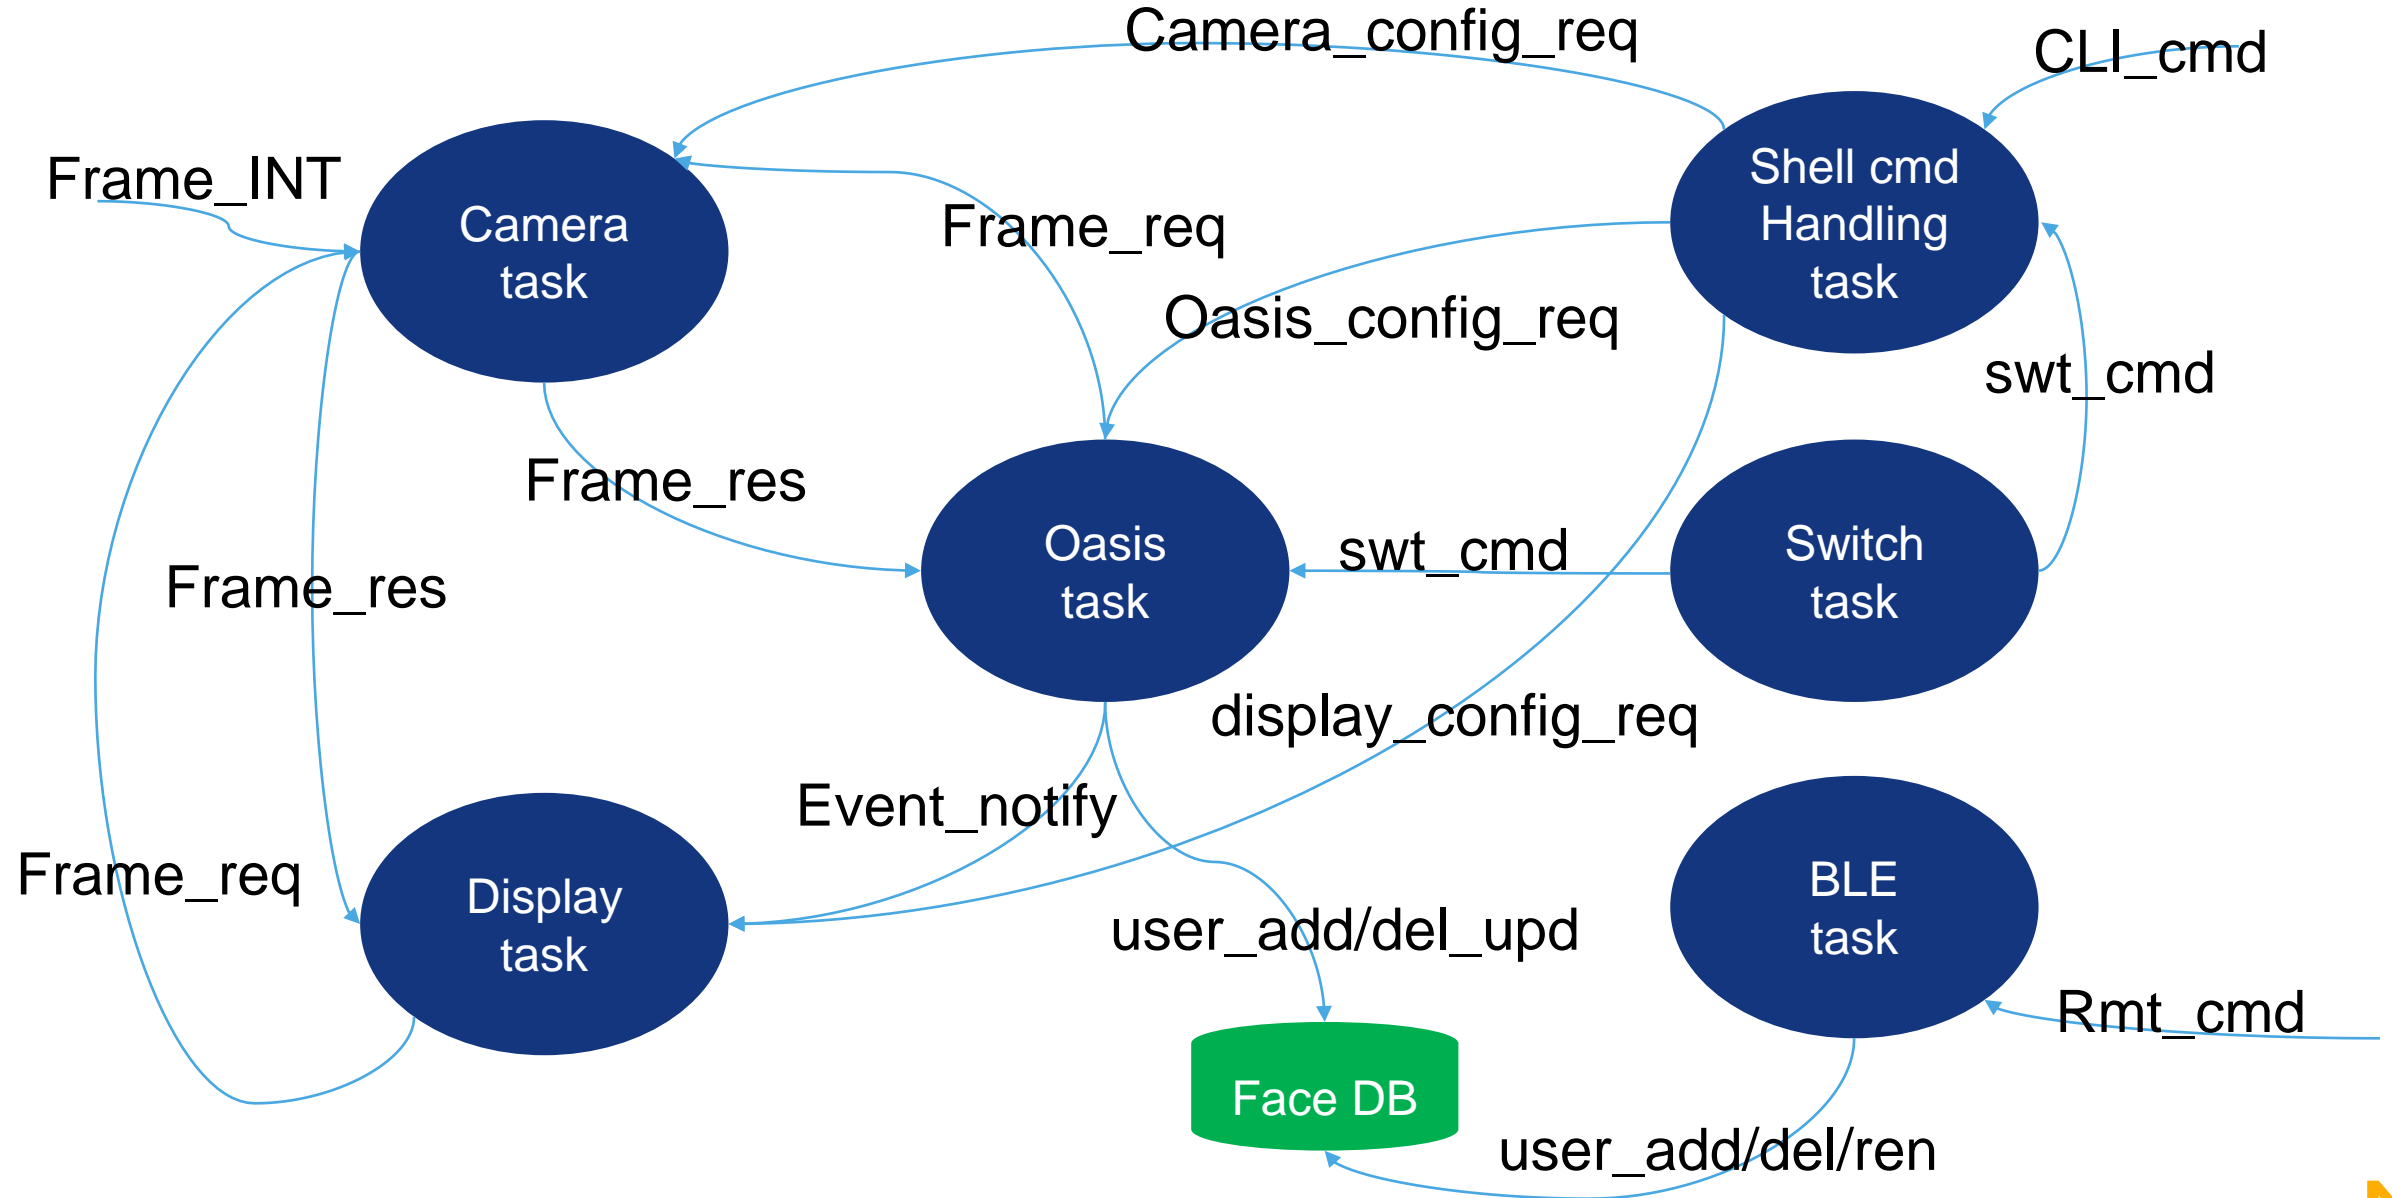 Camera_config_req
CLI_cmd
Frame_INT
Shell cmd
Handling
task
Camera
task
Frame_req
Oasis_config_req
swt_cmd
Frame_res
Oasis
task
swt_cmd
Switch
task
Frame_res
display_config_req
Event_notify
Frame_req
Display
task
user_add/del_upd
BLE
task
Rmt_cmd
Face DB
user_add/del/ren